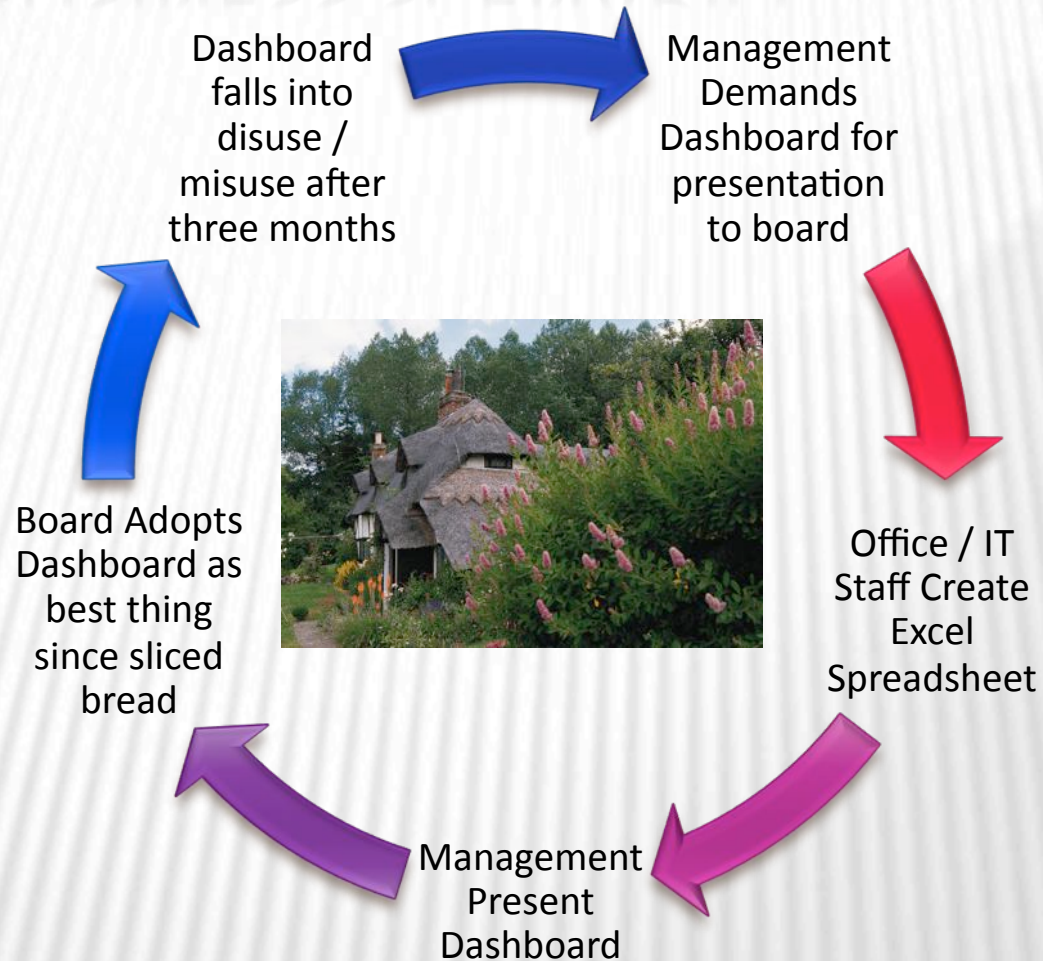 Dashboard
falls into
disuse /
misuse after
three months
Management
Demands
Dashboard for
presentation
to board
Office / IT
Staff Create
Excel
Spreadsheet
Management
Present
Dashboard
Board Adopts
Dashboard as
best thing
since sliced
bread